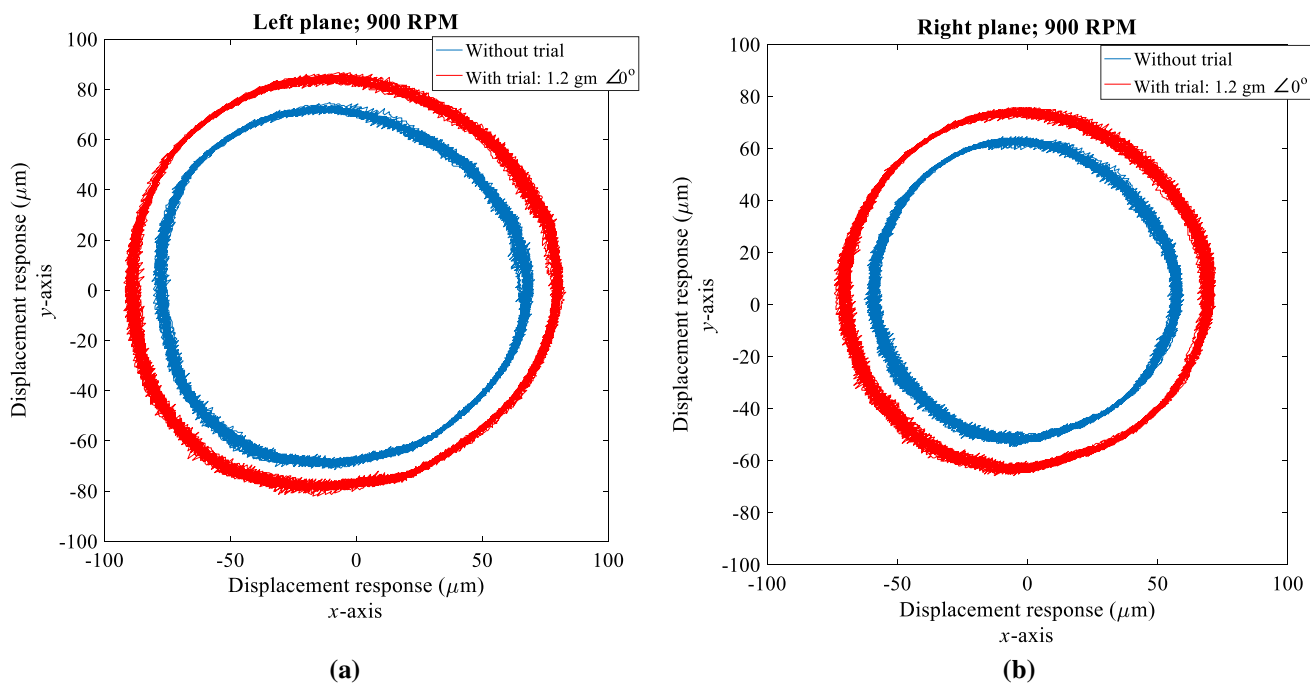 Left plane; 900 RPM
Without trial
With trial: 1.2 gm ∠0°
100
80
60
40
20
0
-20
-40
-60
-80
-100
Displacement response (μm)
y-axis
-100 -50 0 50 100
Displacement response (μm)
x-axis
(a)
Right plane; 900 RPM
Without trial
With trial: 1.2 gm ∠0°
100
80
60
40
20
0
-20
-40
-60
-80
-100
Displacement response (μm)
y-axis
-100 -50 0 50 100
Displacement response (μm)
x-axis
(b)